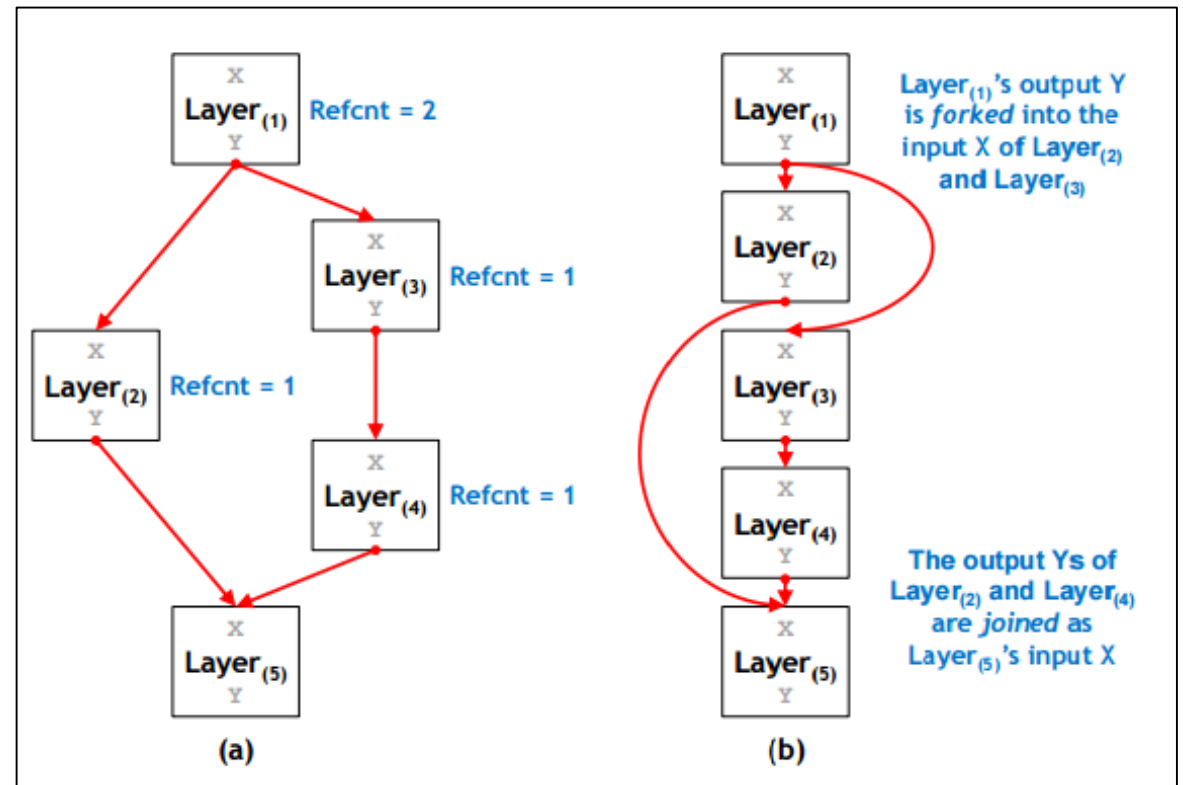 X
Layer(1)
Y
Refcnt = 2
X
Layer(3)
Y
Refcnt = 1
X
Layer(2)
Y
Refcnt = 1
X
Layer(4)
Y
Refcnt = 1
X
Layer(5)
Y
(a)
X
Layer(1)
Y
X
Layer(2)
Y
X
Layer(3)
Y
X
Layer(4)
Y
X
Layer(5)
Y
(b)
Layer(1)'s output Y
is forked into the
input X of Layer(2)
and Layer(3)
The output Ys of
Layer(2) and Layer(4)
are joined as
Layer(5)'s input X